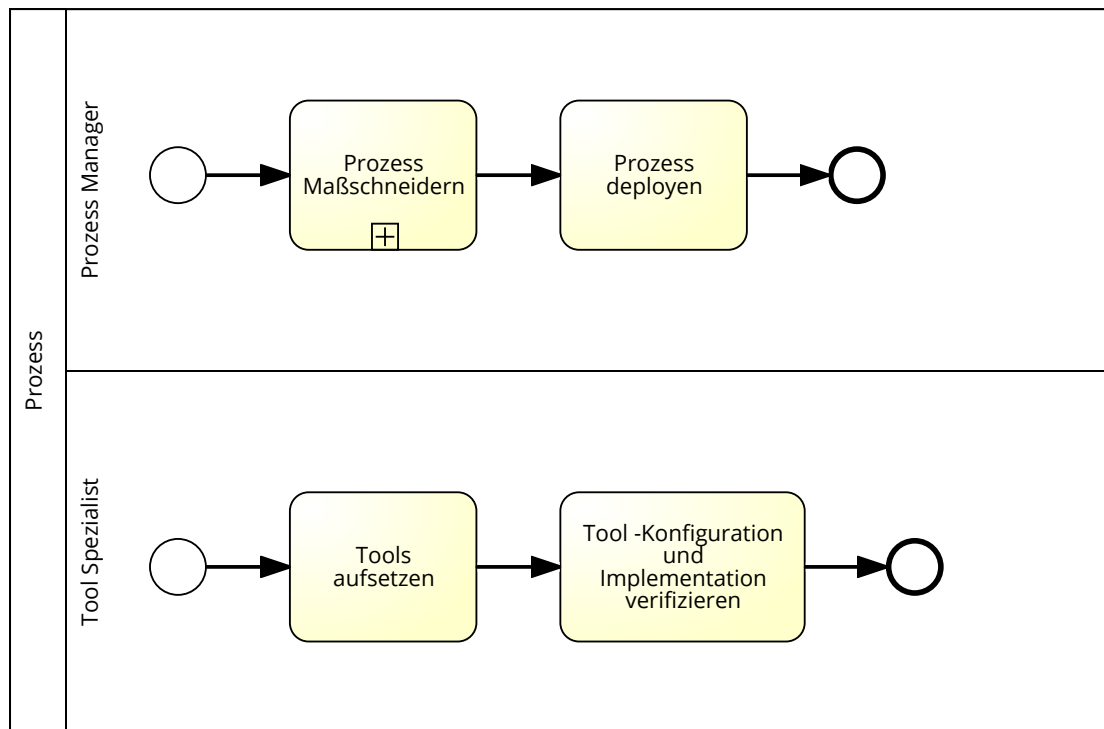 Prozess
Prozess Manager
Prozess
Maßschneidern
Prozess
deployen
Tool Spezialist
Tools
aufsetzen
Tool -Konfiguration
und
Implementation
verifizieren